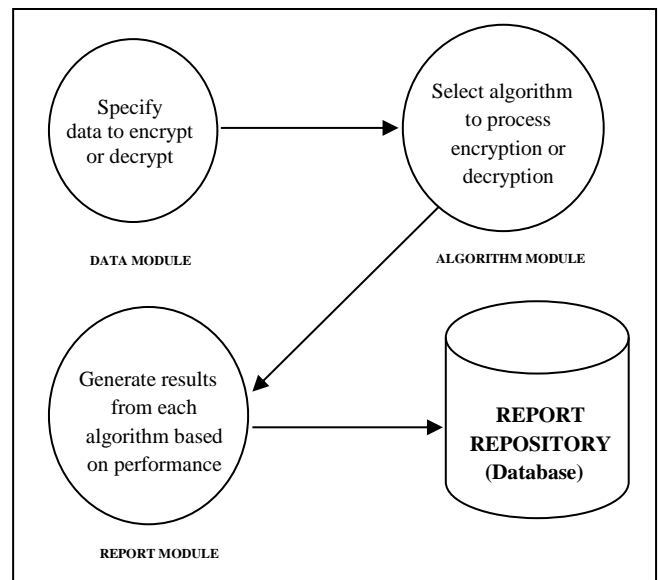 Specify
data to encrypt
or decrypt
DATA MODULE
Select algorithm
to process
encryption or
decryption
ALGORITHM MODULE
Generate results
from each
algorithm based
on performance
REPORT MODULE
REPORT
REPOSITORY
(Database)